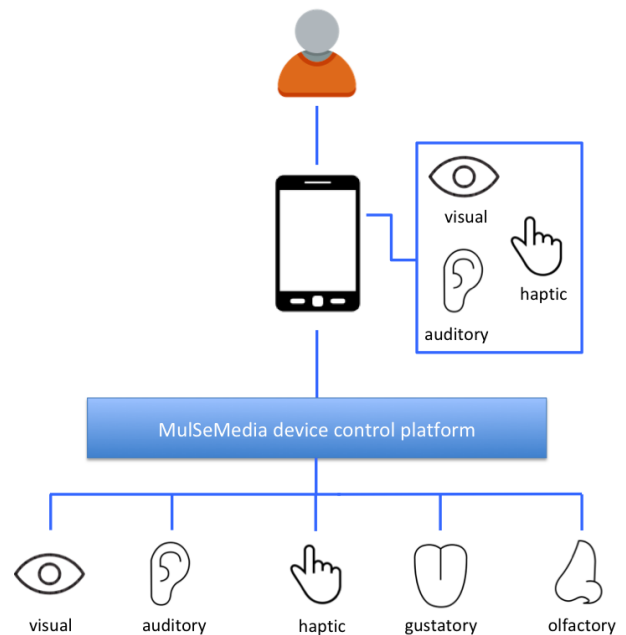 visual
haptic
auditory
MulSeMedia device control platform
visual
auditory
haptic
gustatory
olfactory